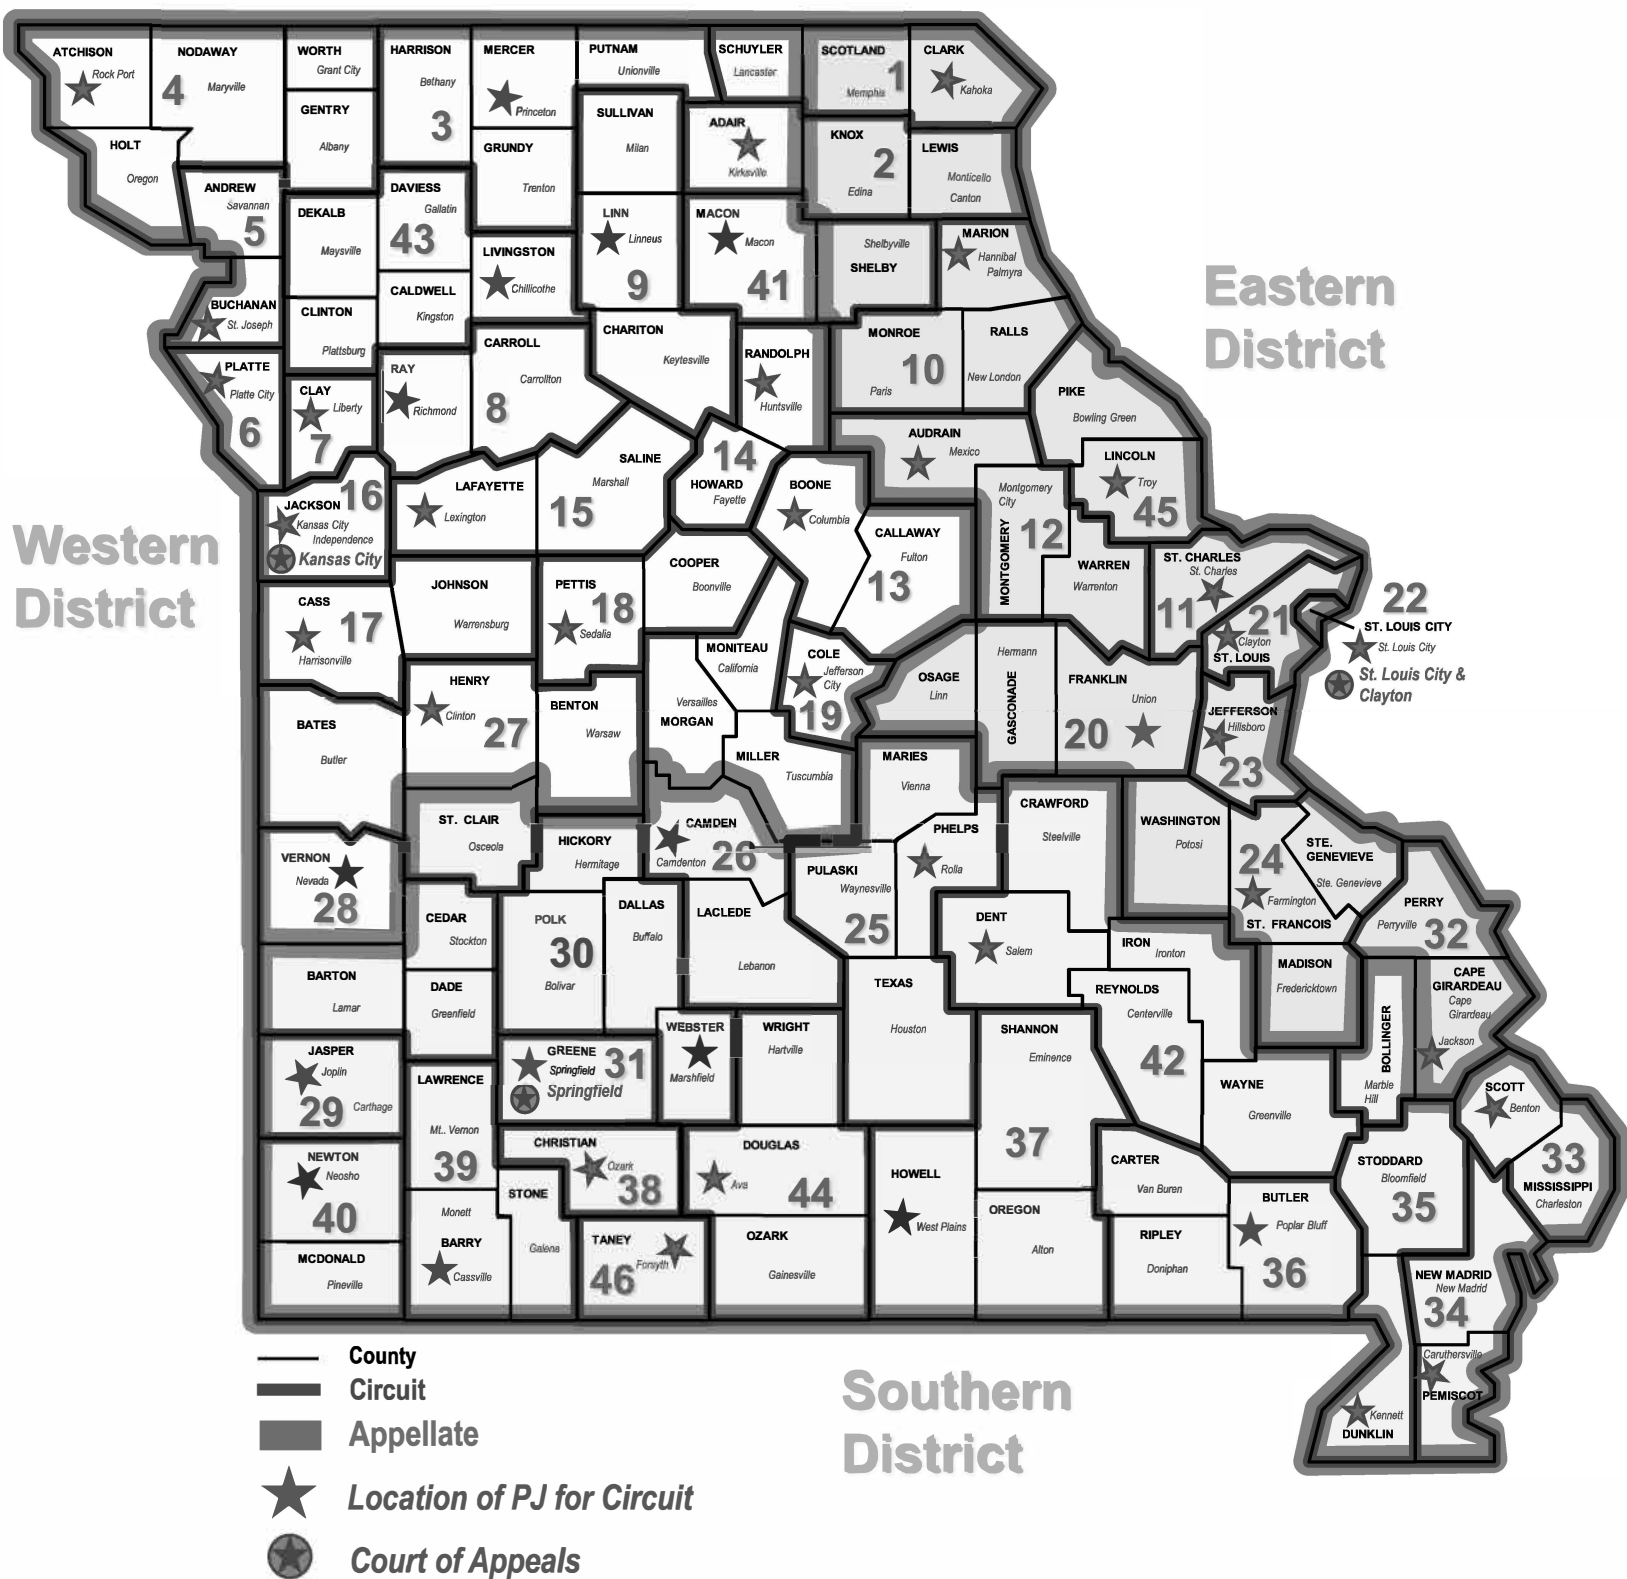 ATCHISON
Rock Port
4
NODAWAY
Maryville
WORTH
Grant City
HARRISON
Bethany
3
MERCER
Princeton
PUTNAM
Unionville
SCHUYLER
Lancaster
SCOTLAND
1
Memphis
CLARK
Kahoka
HOLT
Oregon
GENTRY
Albany
GRUNDY
Trenton
SULLIVAN
Milan
ADAIR
Kirksville
KNOX
2
Edina
LEWIS
Monticello
Canton
ANDREW
Savannah
5
DEKALB
Maysville
DAVIESS
Gallatin
43
LIVINGSTON
Chillicothe
LINN
Linneus
9
MACON
Macon
41
Shelbyville
SHELBY
MARION
Hannibal
Palmyra
Eastern
District
BUCHANAN
St. Joseph
CLINTON
Plattsburg
CALDWELL
Kingston
CARROLL
Carrollton
8
CHARITON
Keytesville
RANDOLPH
Huntsville
MONROE
10
Paris
RALLS
New London
PIKE
Bowling Green
PLATTE
Platte City
6
CLAY
Liberty
7
RAY
Richmond
14
HOWARD
Fayette
AUDRAIN
Mexico
LINCOLN
Troy
45
Western
District
16
JACKSON
Kansas City
Independence
Kansas City
LAFAYETTE
Lexington
SALINE
Marshall
15
BOONE
Columbia
CALLAWAY
Fulton
13
Montgomery
City
MONTGOMERY
12
WARREN
Warrenton
ST. CHARLES
St. Charles
11
21
Clayton
ST. LOUIS
22
ST. LOUIS CITY
St. Louis City
St. Louis City &
Clayton
CASS
17
Harrisonville
JOHNSON
Warrensburg
PETTIS
18
Sedalia
COOPER
Boonville
MONITEAU
California
COLE
Jefferson
City
19
OSAGE
Linn
Hermann
GASCONADE
FRANKLIN
Union
20
JEFFERSON
Hillsboro
23
BATES
Butler
HENRY
Clinton
27
BENTON
Warsaw
Versailles
MORGAN
MILLER
Tuscumbia
MARIES
Vienna
ST. CLAIR
Osceola
HICKORY
Hermitage
CAMDEN
Camdenton
26
PULASKI
Waynesville
25
PHELPS
Rolla
CRAWFORD
Steelville
WASHINGTON
Potosi
24
Farmington
ST. FRANCOIS
STE.
GENEVIEVE
Ste. Genevieve
PERRY
Perryville
32
VERNON
Nevada
28
CEDAR
Stockton
POLK
30
Bolivar
DALLAS
Buffalo
LACLEDE
Lebanon
DENT
Salem
IRON
Ironton
MADISON
Fredericktown
BOLLINGER
Marble
Hill
CAPE
GIRARDEAU
Cape
Girardeau
Jackson
BARTON
Lamar
DADE
Greenfield
TEXAS
Houston
REYNOLDS
Centerville
42
JASPER
Joplin
29
Carthage
LAWRENCE
Mt.. Vernon
39
GREENE
Springfield
31
Springfield
WEBSTER
Marshfield
WRIGHT
Hartville
SHANNON
Eminence
37
WAYNE
Greenville
SCOTT
Benton
33
MISSISSIPPI
Charleston
NEWTON
Neosho
40
CHRISTIAN
Ozark
38
DOUGLAS
Ava
44
HOWELL
West Plains
CARTER
Van Buren
STODDARD
Bloomfield
35
MCDONALD
Pineville
Monett
BARRY
Cassville
STONE
Galena
TANEY
Forsyth
46
OZARK
Gainesville
OREGON
Alton
RIPLEY
Doniphan
BUTLER
Poplar Bluff
36
NEW MADRID
New Madrid
34
Caruthersville
PEMISCOT
Kennett
DUNKLIN
Southern
District
County
Circuit
Appellate
Location of PJ for Circuit
Court of Appeals